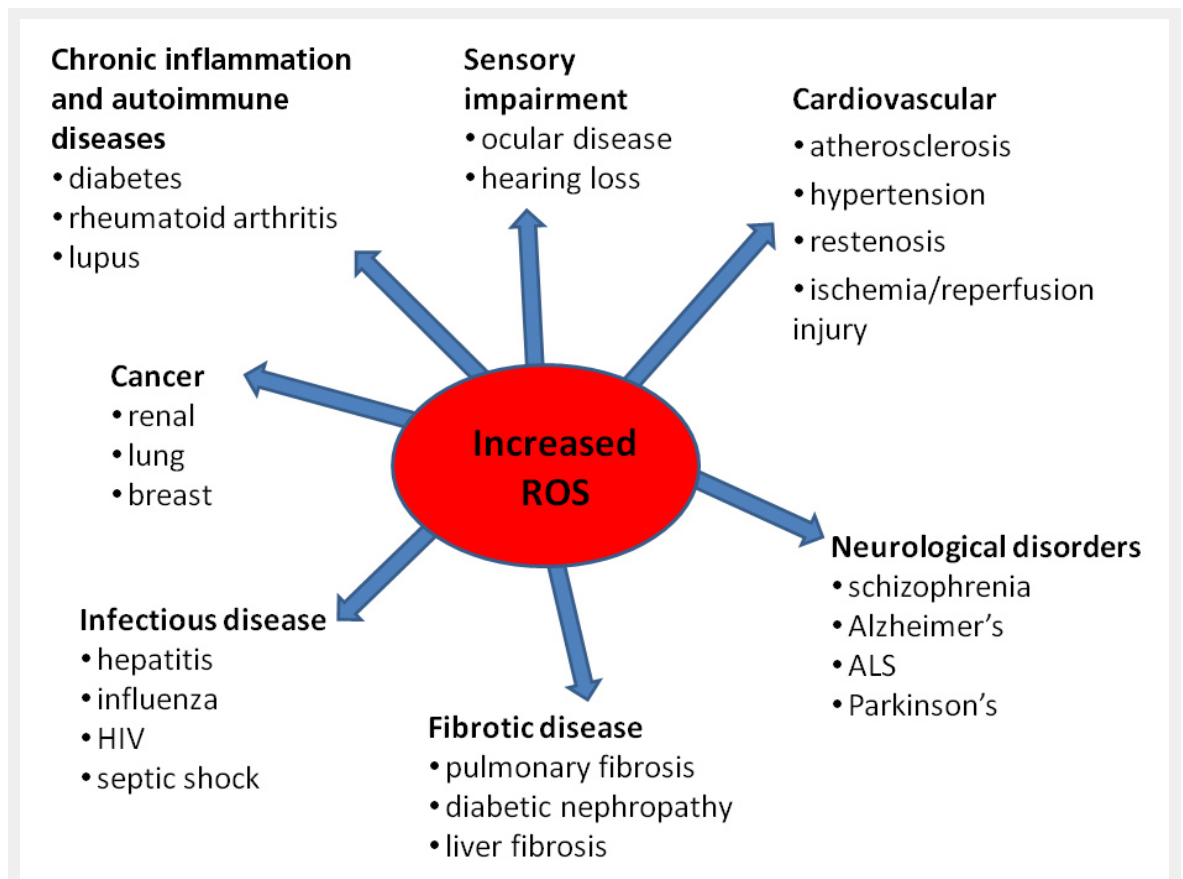 Chronic inflammation
and autoimmune
diseases
•diabetes
•rheumatoid arthritis
•lupus
Sensory
impairment
•ocular disease
•hearing loss
Cardiovascular
•atherosclerosis
•hypertension
•restenosis
•ischemia/reperfusion
injury
Cancer
•renal
•lung
•breast
Increased
ROS
Neurological disorders
•schizophrenia
•Alzheimer’s
•ALS
•Parkinson’s
Infectious disease
•hepatitis
•influenza
•HIV
•septic shock
Fibrotic disease
•pulmonary fibrosis
•diabetic nephropathy
•liver fibrosis